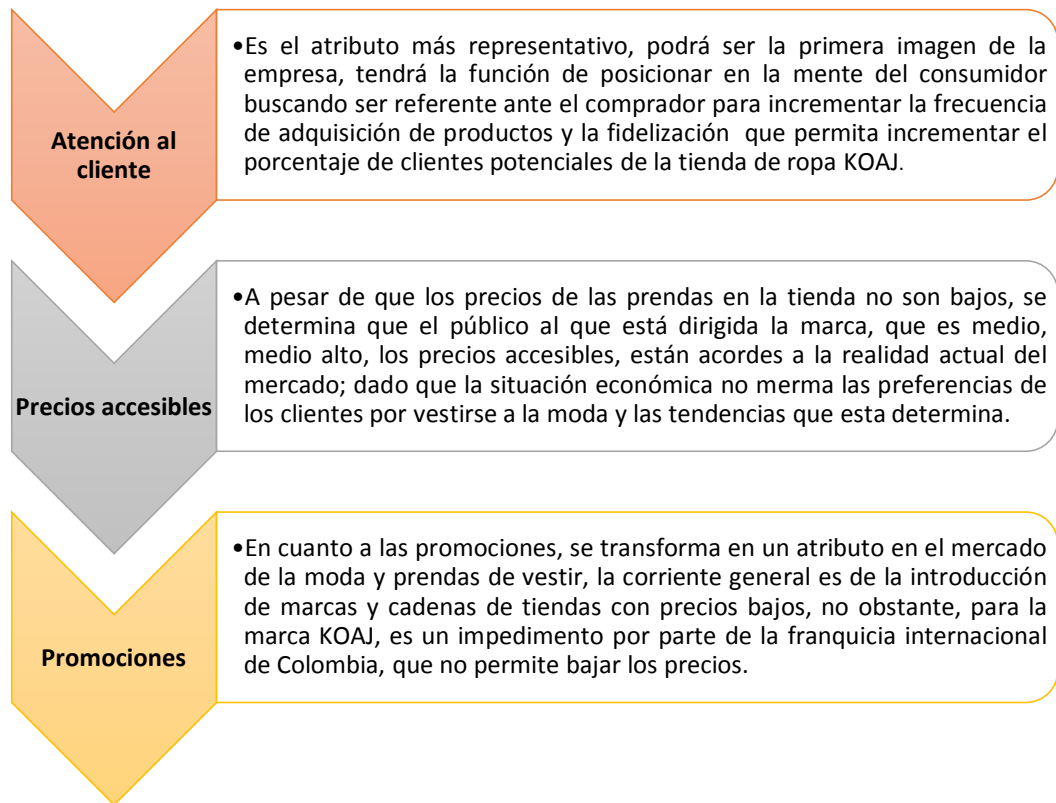 Atención al
cliente
•Es el atributo más representativo, podrá ser la primera imagen de la
empresa, tendrá la función de posicionar en la mente del consumidor
buscando ser referente ante el comprador para incrementar la frecuencia
de adquisición de productos y la fidelización que permita incrementar el
porcentaje de clientes potenciales de la tienda de ropa KOAJ.
Precios accesibles
•A pesar de que los precios de las prendas en la tienda no son bajos, se
determina que el público al que está dirigida la marca, que es medio,
medio alto, los precios accesibles, están acordes a la realidad actual del
mercado; dado que la situación económica no merma las preferencias de
los clientes por vestirse a la moda y las tendencias que esta determina.
Promociones
•En cuanto a las promociones, se transforma en un atributo en el mercado
de la moda y prendas de vestir, la corriente general es de la introducción
de marcas y cadenas de tiendas con precios bajos, no obstante, para la
marca KOAJ, es un impedimento por parte de la franquicia internacional
de Colombia, que no permite bajar los precios.